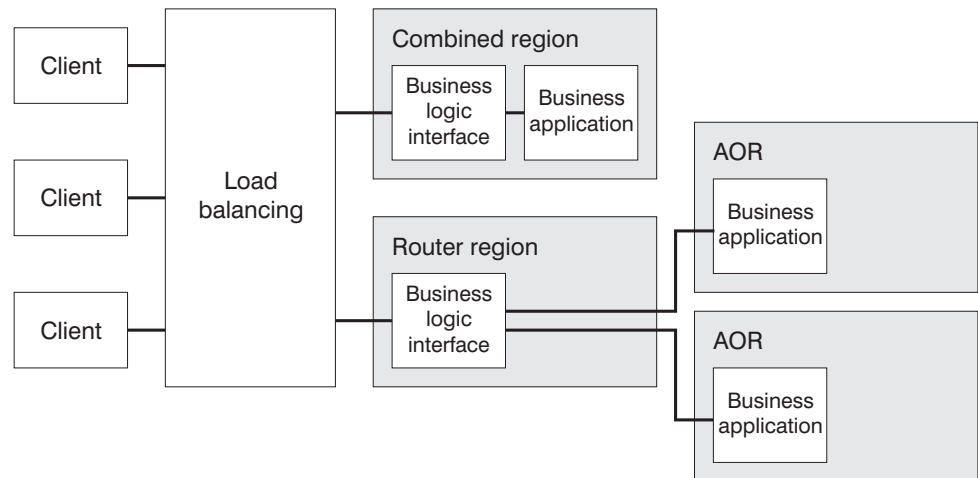 Client
Client
Client
Load
balancing
Combined region
Business
logic
interface
Business
application
Router region
Business
logic
interface
AOR
Business
application
AOR
Business
application